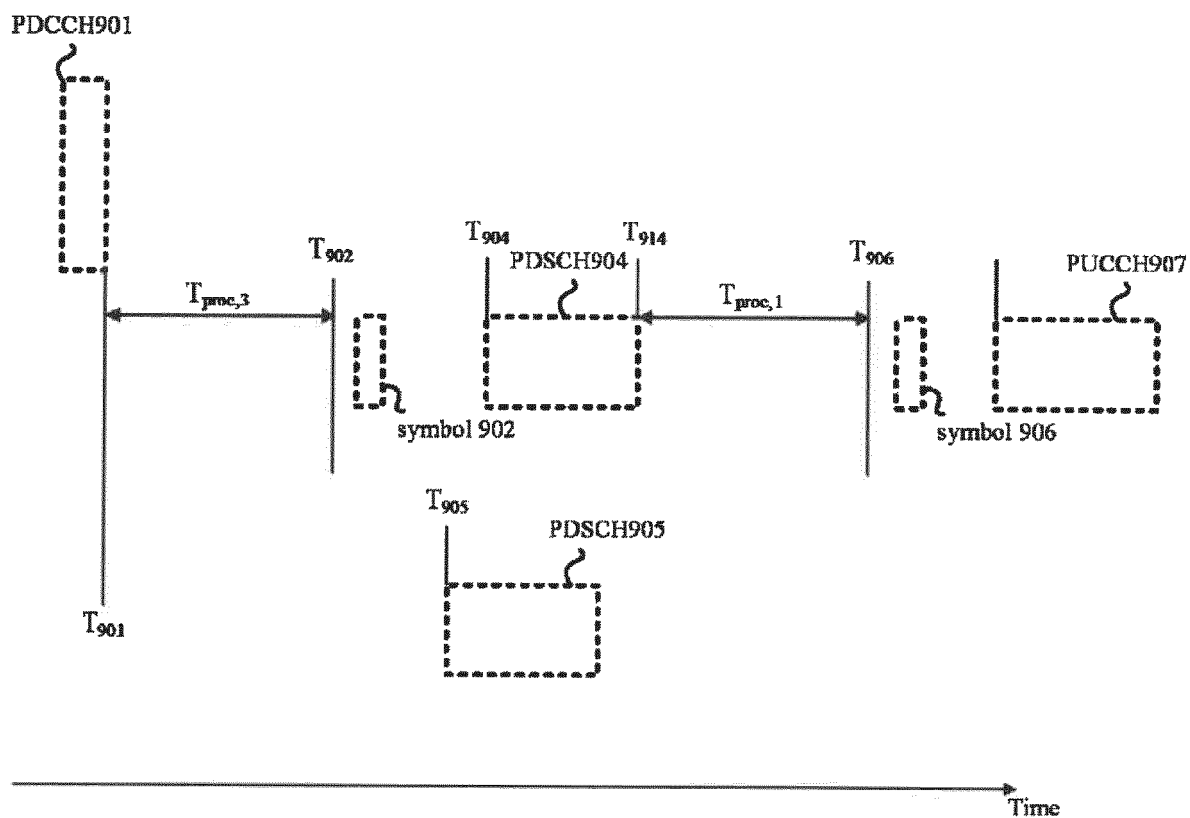 PDCCH901
T902
T904
T914
PDSCH904
T906
PUCCH907
Tproc,3
Tproc,1
symbol 902
symbol 906
T905
PDSCH905
T901
Time